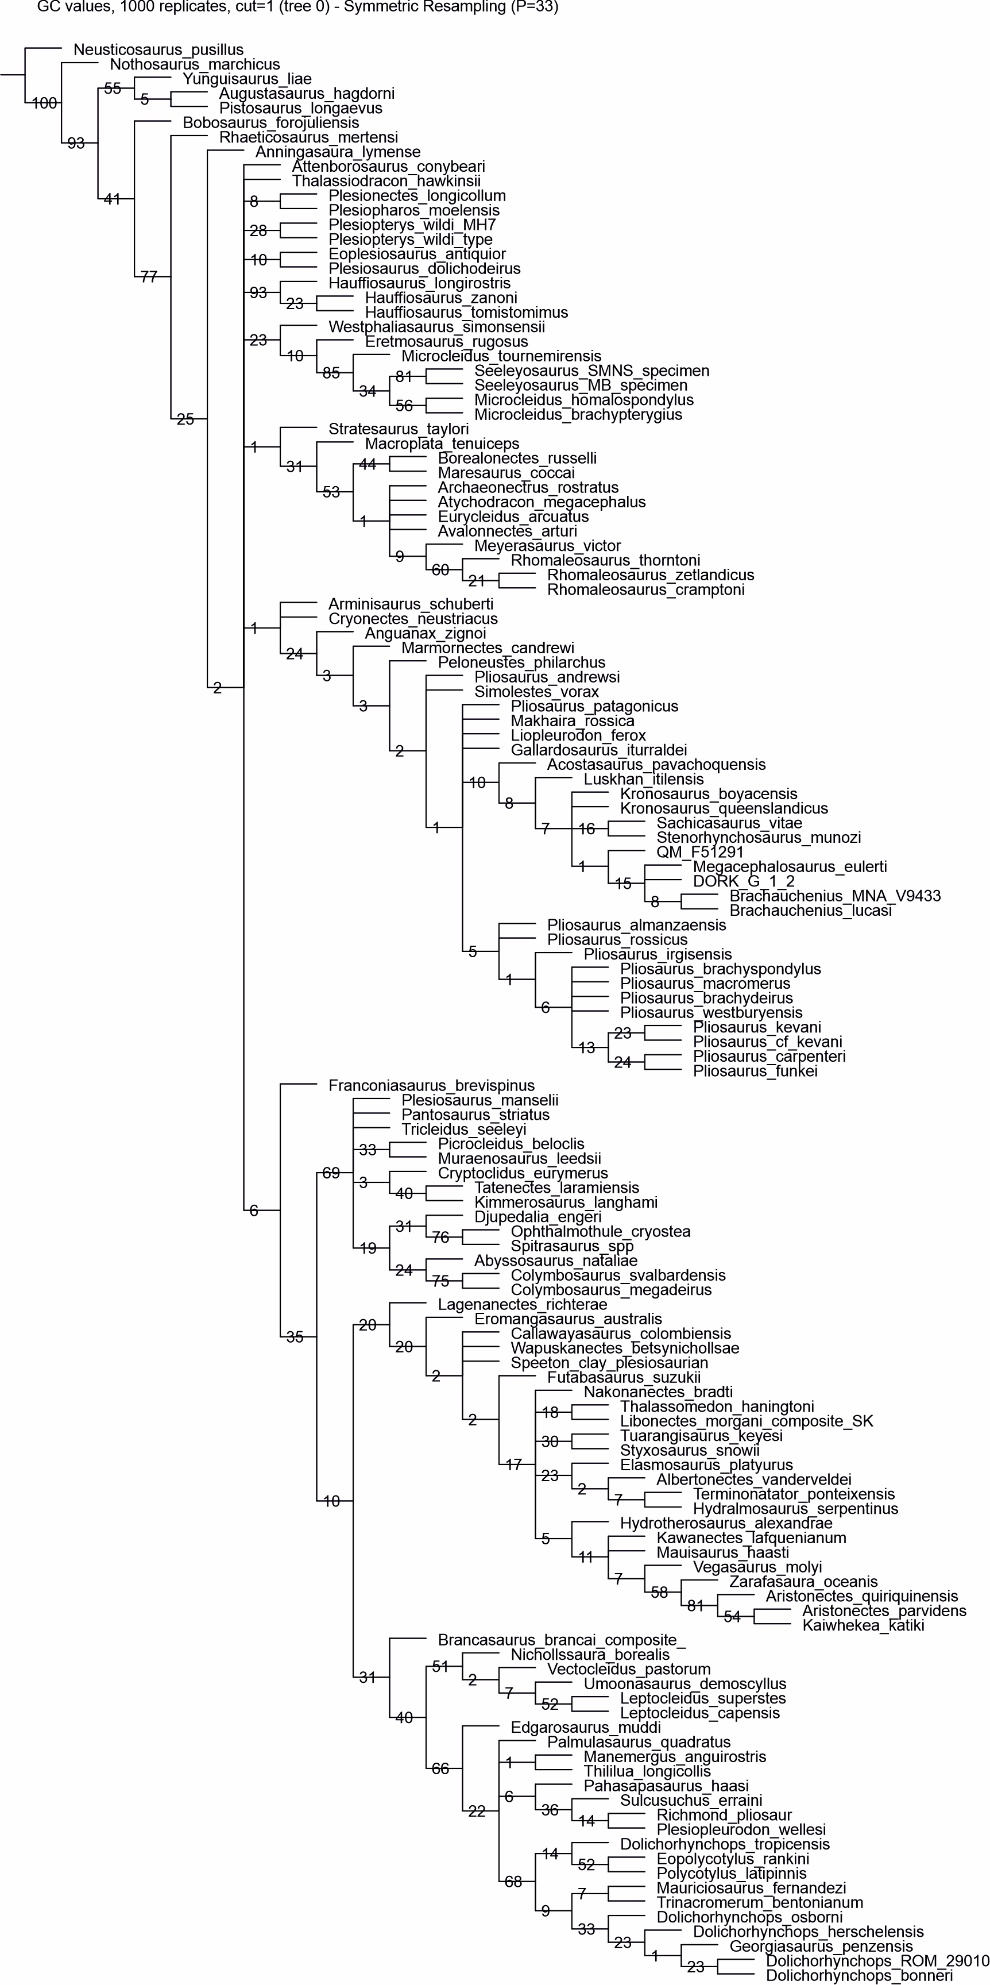 GC values, 1000 replicates, cut=1 (tree 0) - Symmetric Resampling (P=33)
Neusticosaurus_pusillus
Nothosaurus_marchicus
Yunguisaurus_liae
55
Augustasaurus_hagdorni
5
100
Pistosaurus_longaevus
Bobosaurus_forojuliensis
Rhaeticosaurus_mertensi
93
Anningasaura_lymense
Attenborosaurus_conybeari
Thalassiodracon_hawkinsii
Plesionectes_longicollum
41
8
Plesiopharos_moelensis
Plesiopterys_wildi_MH7
28
Plesiopterys_wildi_type
Eoplesiosaurus_antiquior
10
Plesiosaurus_dolichodeirus
77
Hauffiosaurus_longirostris
93
Hauffiosaurus_zanoni
23
Hauffiosaurus_tomistomimus
Westphaliasaurus_simonsensii
23
Eretmosaurus_rugosus
10
Microcleidus_tournemirensis
85
Seeleyosaurus_SMNS_specimen
81
Seeleyosaurus_MB_specimen
34
Microcleidus_homalospondylus
56
Microcleidus_brachypterygius
25
Stratesaurus_taylori
1
Macroplata_tenuiceps
Borealonectes_russelli
44
31
Maresaurus_coccai
Archaeonectrus_rostratus
53
Atychodracon_megacephalus
Eurycleidus_arcuatus
1
Avalonnectes_arturi
Meyerasaurus_victor
9
Rhomaleosaurus_thorntoni
60
Rhomaleosaurus_zetlandicus
21
Rhomaleosaurus_cramptoni
Arminisaurus_schuberti
Cryonectes_neustriacus
1
Anguanax_zignoi
Marmornectes_candrewi
24
Peloneustes_philarchus
3
Pliosaurus_andrewsi
2
Simolestes_vorax
3
Pliosaurus_patagonicus
Makhaira_rossica
Liopleurodon_ferox
2
Gallardosaurus_iturraldei
Acostasaurus_pavachoquensis
10
Luskhan_itilensis
Kronosaurus_boyacensis
8
Kronosaurus_queenslandicus
Sachicasaurus_vitae
1
7
16
Stenorhynchosaurus_munozi
QM_F51291
1
Megacephalosaurus_eulerti
15
DORK_G_1_2
Brachauchenius_MNA_V9433
8
Brachauchenius_lucasi
Pliosaurus_almanzaensis
Pliosaurus_rossicus
5
Pliosaurus_irgisensis
Pliosaurus_brachyspondylus
1
Pliosaurus_macromerus
Pliosaurus_brachydeirus
6
Pliosaurus_westburyensis
Pliosaurus_kevani
23
Pliosaurus_cf_kevani
13
Pliosaurus_carpenteri
24
Pliosaurus_funkei
Franconiasaurus_brevispinus
Plesiosaurus_manselii
Pantosaurus_striatus
Tricleidus_seeleyi
Picrocleidus_beloclis
33
Muraenosaurus_leedsii
69
Cryptoclidus_eurymerus
3
Tatenectes_laramiensis
40
Kimmerosaurus_langhami
6
Djupedalia_engeri
31
Ophthalmothule_cryostea
76
Spitrasaurus_spp
19
Abyssosaurus_nataliae
24
Colymbosaurus_svalbardensis
75
Colymbosaurus_megadeirus
Lagenanectes_richterae
20
Eromangasaurus_australis
35
Callawayasaurus_colombiensis
20
Wapuskanectes_betsynichollsae
Speeton_clay_plesiosaurian
2
Futabasaurus_suzukii
Nakonanectes_bradti
Thalassomedon_haningtoni
18
2
Libonectes_morgani_composite_SK
Tuarangisaurus_keyesi
30
Styxosaurus_snowii
17
Elasmosaurus_platyurus
23
Albertonectes_vanderveldei
2
Terminonatator_ponteixensis
10
7
Hydralmosaurus_serpentinus
Hydrotherosaurus_alexandrae
5
Kawanectes_lafquenianum
Mauisaurus_haasti
11
Vegasaurus_molyi
7
Zarafasaura_oceanis
58
Aristonectes_quiriquinensis
81
Aristonectes_parvidens
54
Kaiwhekea_katiki
Brancasaurus_brancai_composite_
Nichollssaura_borealis
51
Vectocleidus_pastorum
31
2
Umoonasaurus_demoscyllus
7
Leptocleidus_superstes
52
Leptocleidus_capensis
40
Edgarosaurus_muddi
Palmulasaurus_quadratus
Manemergus_anguirostris
1
66
Thililua_longicollis
Pahasapasaurus_haasi
6
Sulcusuchus_erraini
36
22
Richmond_pliosaur
14
Plesiopleurodon_wellesi
Dolichorhynchops_tropicensis
14
Eopolycotylus_rankini
52
Polycotylus_latipinnis
68
Mauriciosaurus_fernandezi
7
Trinacromerum_bentonianum
9
Dolichorhynchops_osborni
33
Dolichorhynchops_herschelensis
23
Georgiasaurus_penzensis
1
Dolichorhynchops_ROM_29010
23
Dolichorhynchops_bonneri